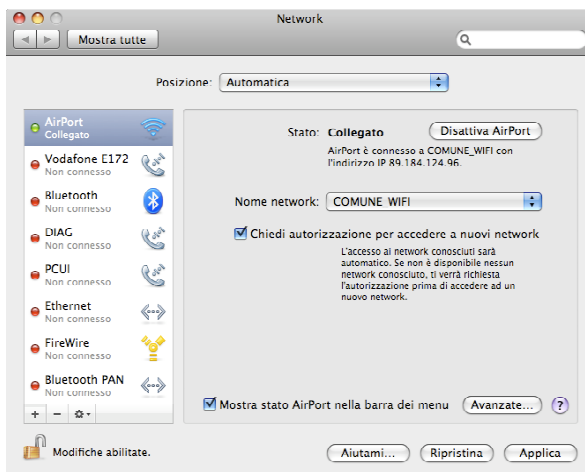 Network
Mostra tutte
Posizione: Automatica
AirPort
Collegato
Vodafone E172
Non connesso
Bluetooth
Non connesso
DIAG
Non connesso
PCUI
Non connesso
Ethernet
Non connesso
FireWire
Non connesso
Bluetooth PAN
Non connesso
Stato: Collegato
Disattiva AirPort
AirPort è connesso a COMUNE_WIFI con
l'indirizzo IP 89.184.124.96.
Nome network: COMUNE_WIFI
Chiedi autorizzazione per accedere a nuovi network
L'accesso ai network conosciuti sarà
automatico. Se non è disponibile nessun
network conosciuto, ti verrà richiesta
l'autorizzazione prima di accedere ad un
nuovo network.
Mostra stato AirPort nella barra dei menu
Avanzate... ?
Modifiche abilitate.
Aiutami... Ripristina Applica